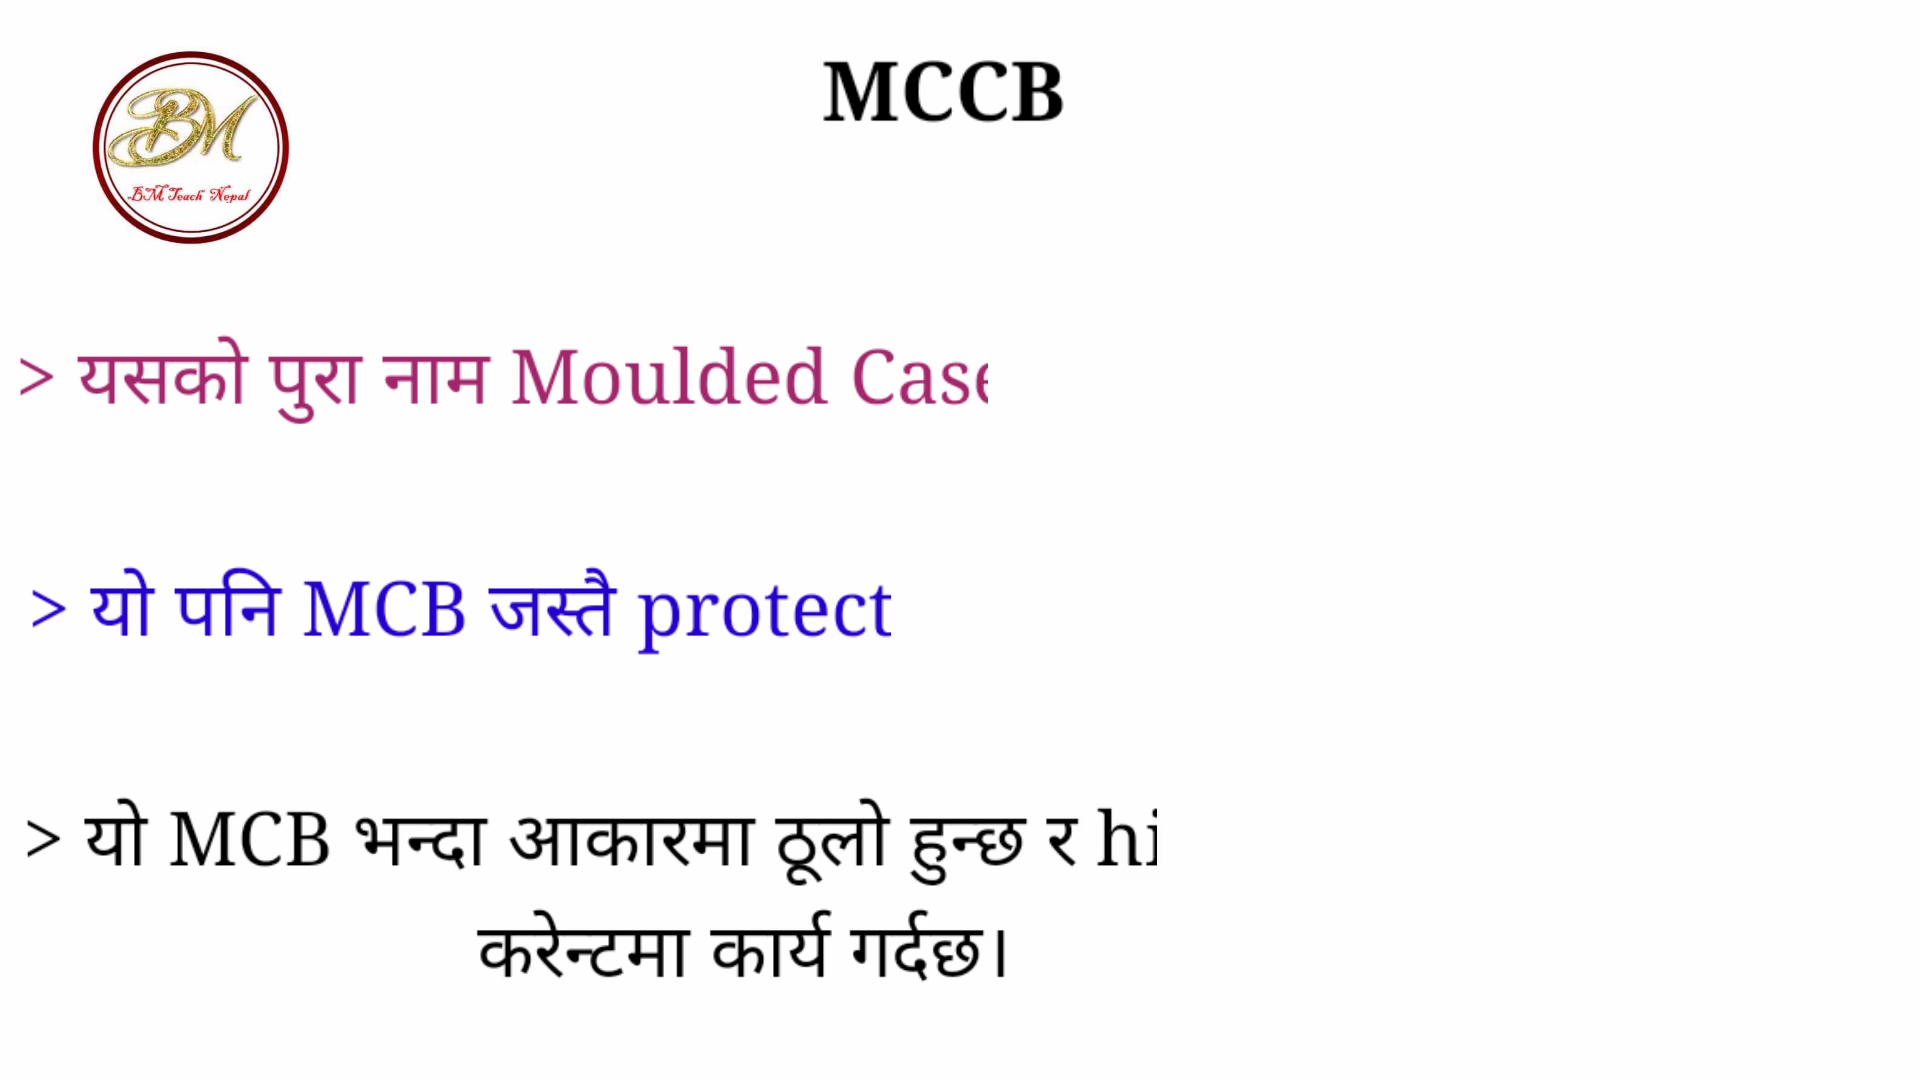 MCCB
BM
BM Teach Nepal
> यसको पुरा नाम Moulded Case
> यो पनि MCB जस्तै protect
> यो MCB भन्दा आकारमा ठूलो हुन्छ र hi
करेन्टमा कार्य गर्दछ।